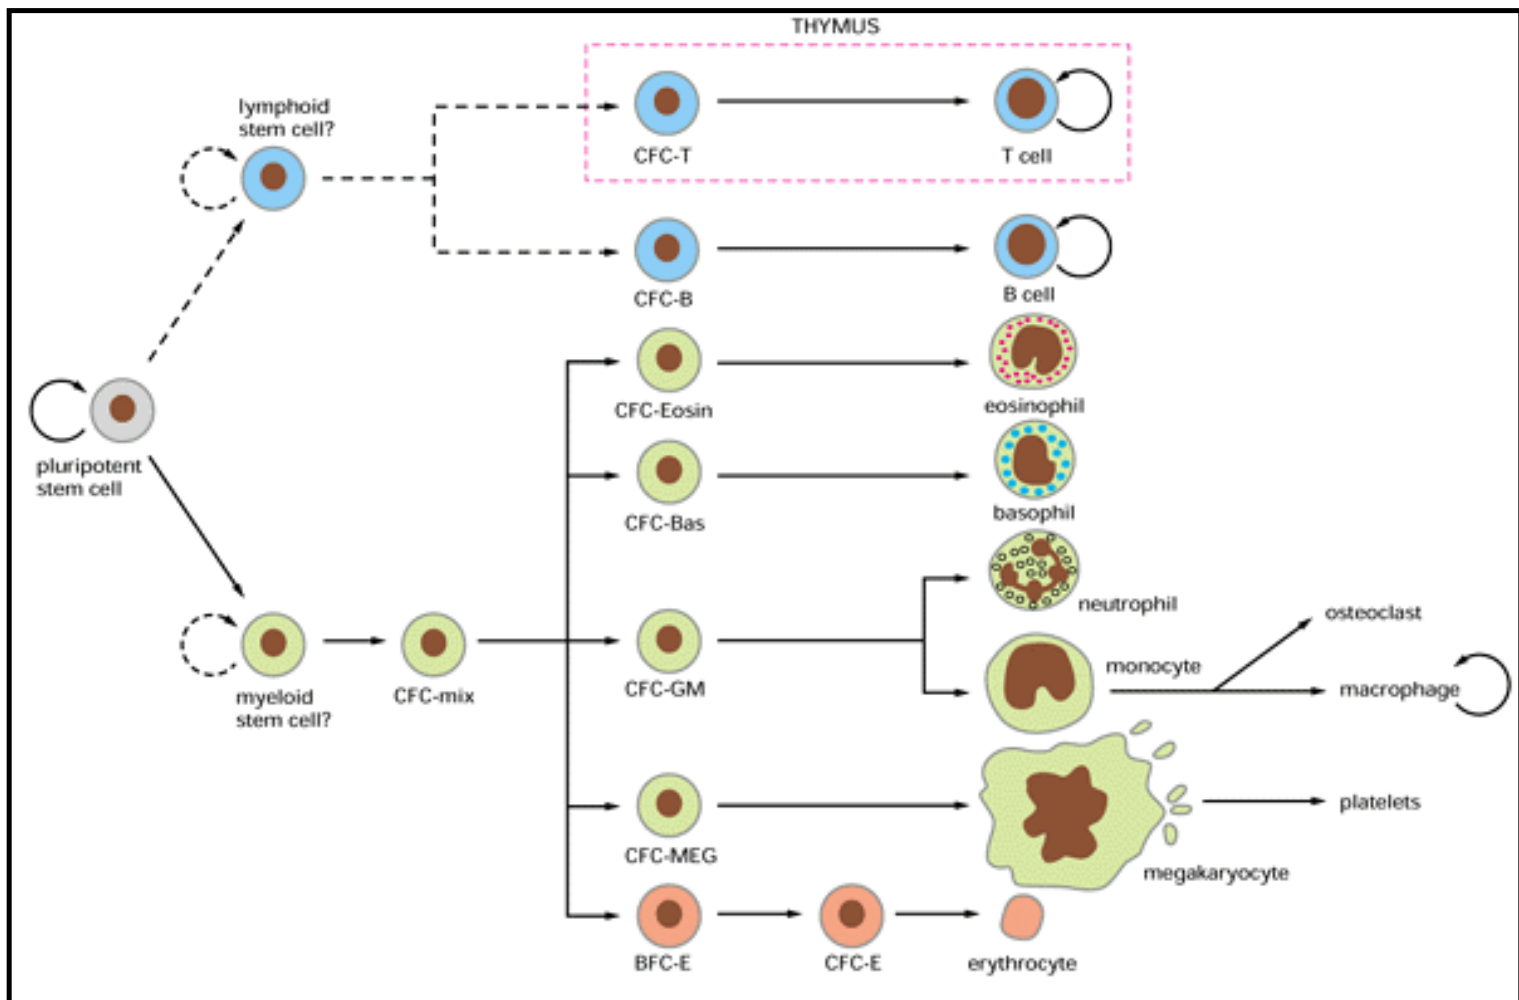 THYMUS
lymphoid
stem cell?
CFC-T
T cell
CFC-B
B cell
pluripotent
stem cell
CFC-Eosin
eosinophil
CFC-Bas
basophil
myeloid
stem cell?
CFC-mix
CFC-GM
neutrophil
monocyte
osteoclast
macrophage
CFC-MEG
megakaryocyte
platelets
BFC-E
CFC-E
erythrocyte